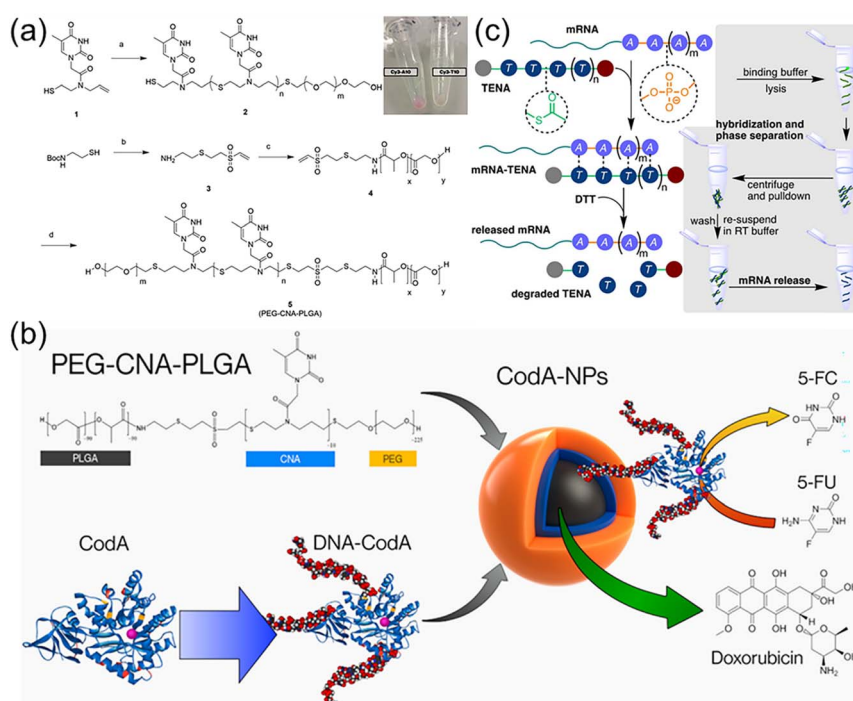 (a)
a
1
2
Cy3-A10
Cy3-T10
b
c
3
4
d
5
(PEG-CNA-PLGA)
(c)
mRNA
TENA
mRNA-TENA
DTT
released mRNA
degraded TENA
binding buffer
lysis
hybridization and
phase separation
centrifuge
and pulldown
wash
re-suspend
in RT buffer
mRNA release
(b)
PEG-CNA-PLGA
PLGA
CNA
PEG
CodA-NPs
5-FC
5-FU
CodA
DNA-CodA
Doxorubicin